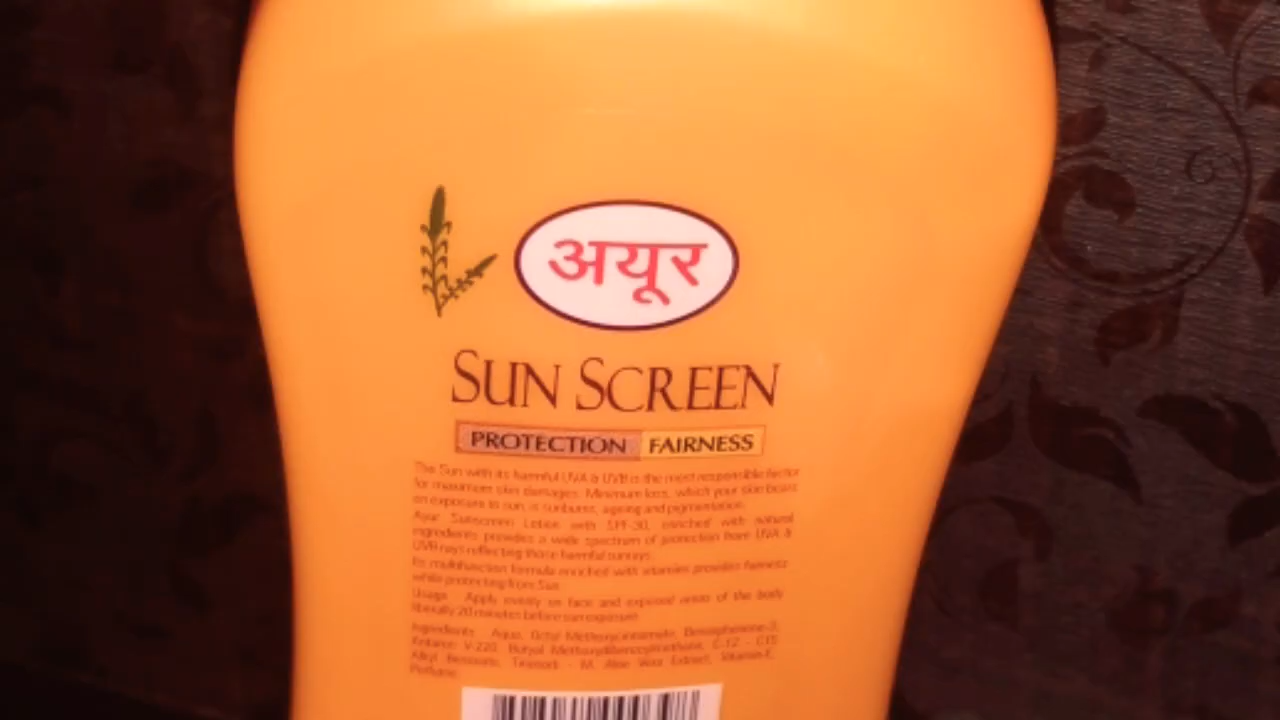 अयूर
SUN SCREEN
PROTECTION FAIRNESS
The Sun with its harmful UVA & UVB is the most responsible factor
for maximum skin damages. Minimum loss, which your skin bears
on exposure to sun, is sunburns, ageing and pigmentation.
Ayur Sunscreen Lotion with SPF-30, enriched with natural
ingredients provides a wide spectrum of protection from UVA &
UVB rays reflecting those harmful sunrays.
Its multifunction formula enriched with vitamins provides fairness
while protecting from Sun.
Usage: Apply evenly on face and exposed areas of the body
liberally 20 minutes before sun exposure.
Ingredients: Aqua, Octyl Methoxycinnamate, Benzophenone-3,
V-220, Butyl Methoxydibenzoylmethane, C-12 - C15
Alkyl Benzoate, - M, Aloe Vera Extract, Vitamin-E,
Perfume.